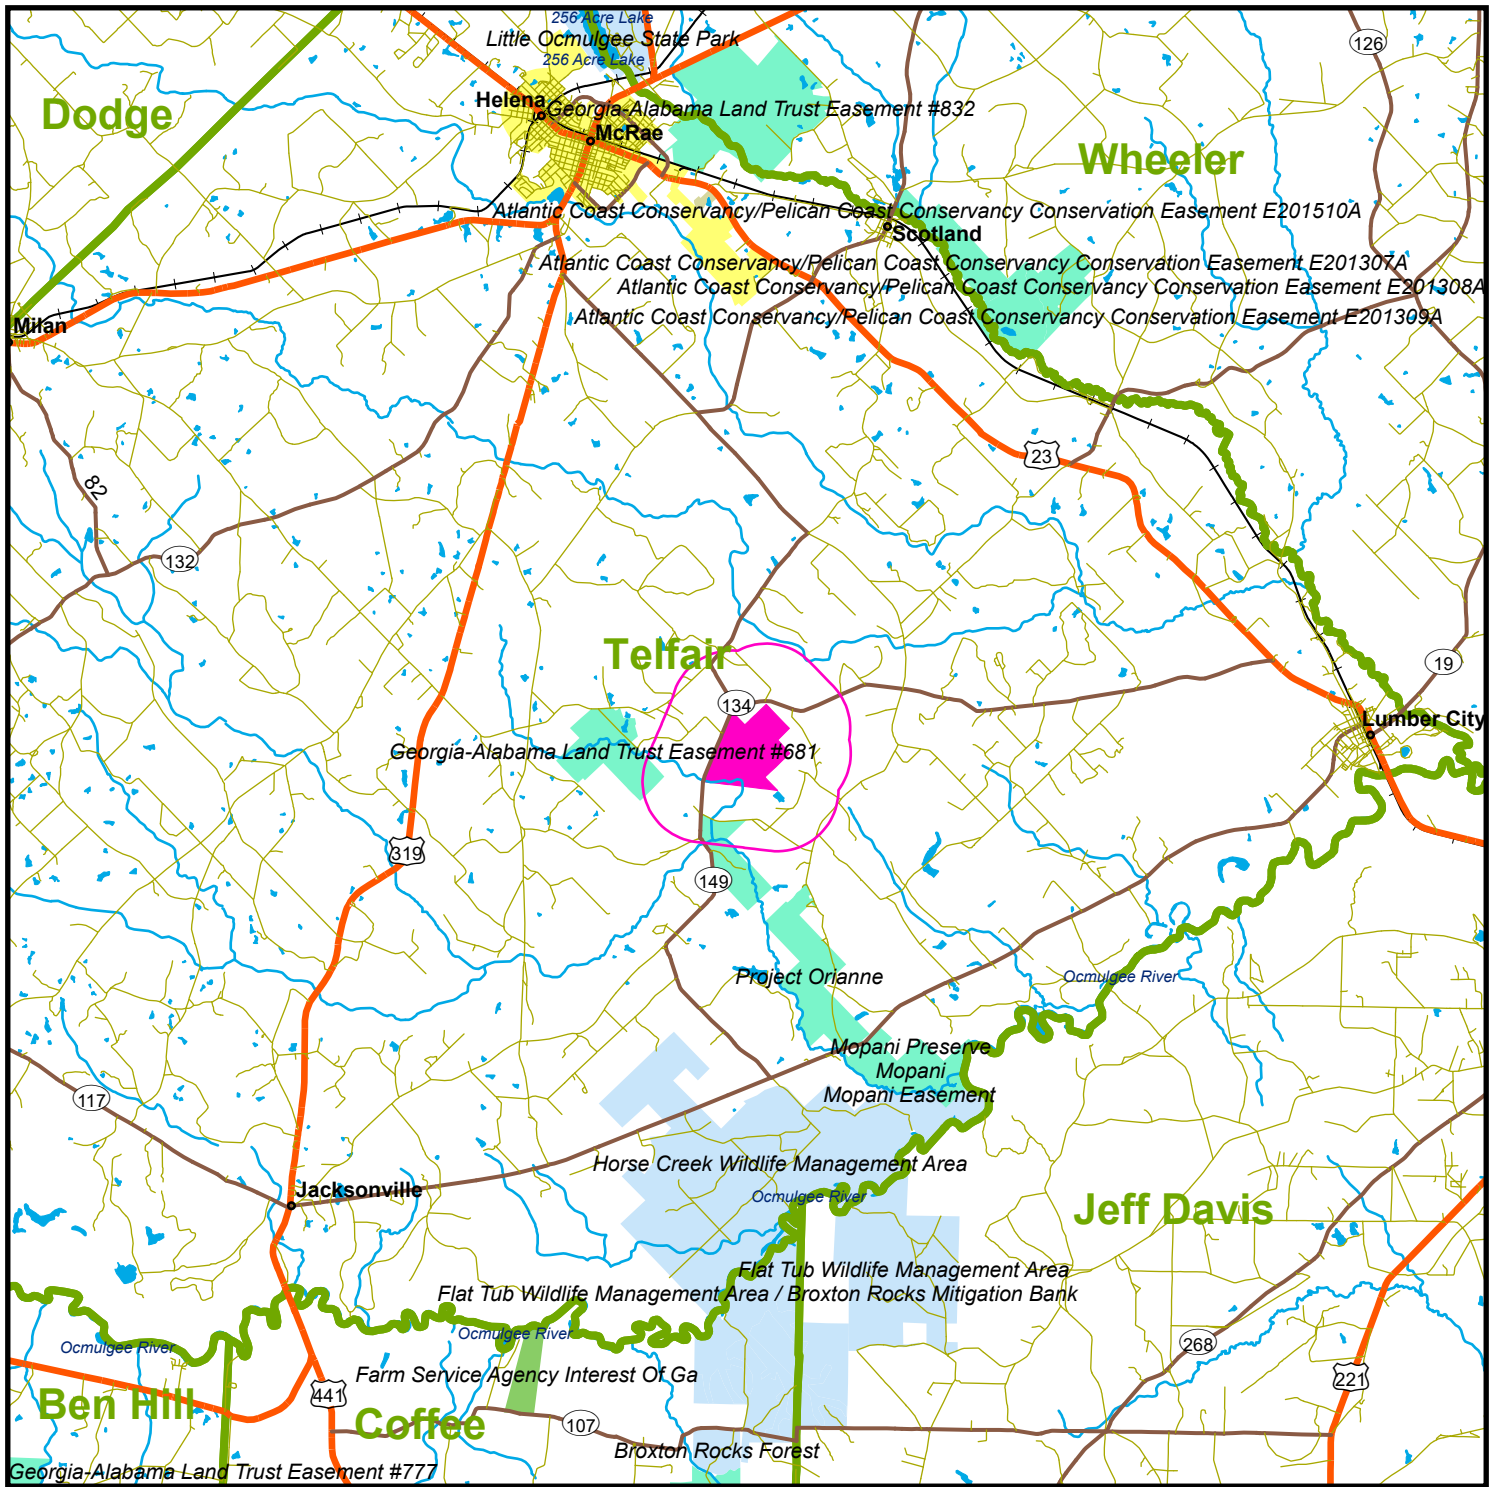 256 Acre Lake
Little Ocmulgee State Park
126
256 Acre Lake
Helena
Georgia-Alabama Land Trust Easement #832
Dodge
McRae
Wheeler
Atlantic Coast Conservancy/Pelican Coast Conservancy Conservation Easement E201510A
Scotland
Atlantic Coast Conservancy/Pelican Coast Conservancy Conservation Easement E201307A
Atlantic Coast Conservancy/Pelican Coast Conservancy Conservation Easement E201308A
Atlantic Coast Conservancy/Pelican Coast Conservancy Conservation Easement E201309A
Milan
23
82
132
Telfair
19
134
Lumber City
Georgia-Alabama Land Trust Easement #681
319
149
Project Orianne
Ocmulgee River
Mopani Preserve
Mopani
Mopani Easement
117
Horse Creek Wildlife Management Area
Jacksonville
Ocmulgee River
Jeff Davis
Flat Tub Wildlife Management Area
Flat Tub Wildlife Management Area / Broxton Rocks Mitigation Bank
Ocmulgee River
Ocmulgee River
268
Farm Service Agency Interest Of Ga
221
441
Ben Hill
Coffee
107
Broxton Rocks Forest
Georgia-Alabama Land Trust Easement #777